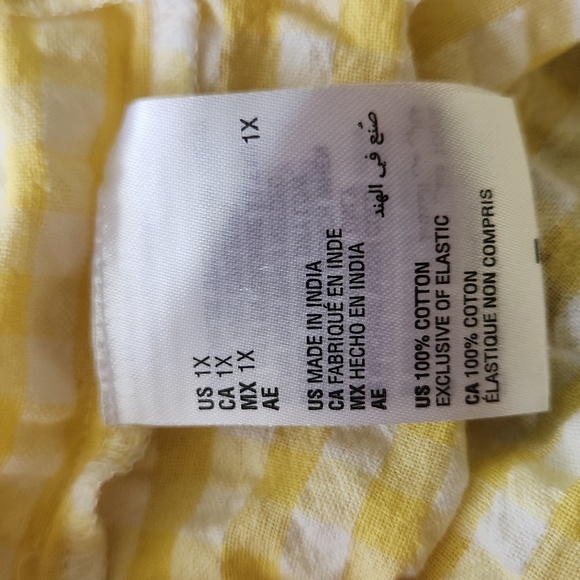 US 1X
CA 1X
MX 1X
AE 1X
US MADE IN INDIA
CA FABRIQUÉ EN INDE
MX HECHO EN INDIA
AE صُنع في الهند
US 100% COTTON
EXCLUSIVE OF ELASTIC
CA 100% COTON
ÉLASTIQUE NON COMPRIS